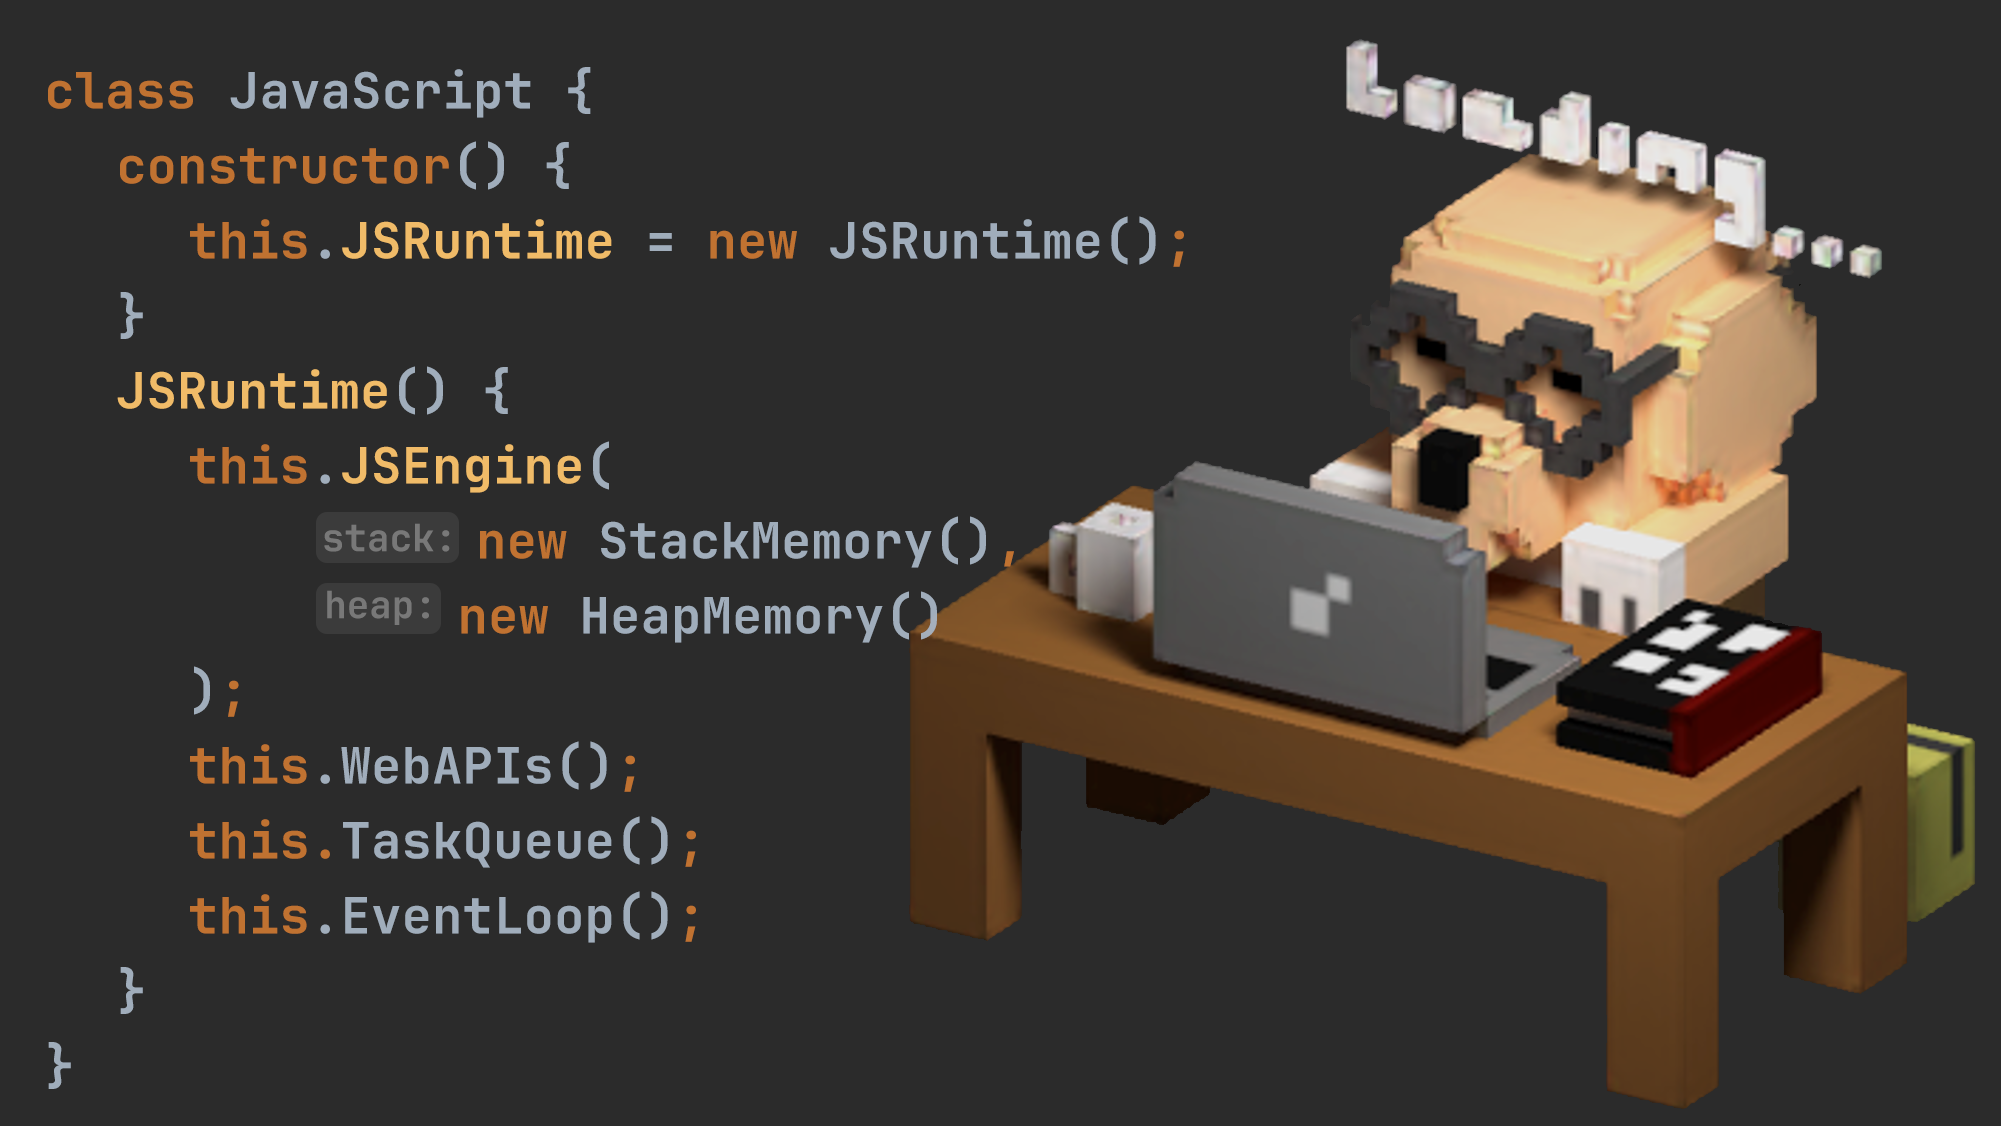 class JavaScript {
constructor() {
this.JSRuntime = new JSRuntime();
}
JSRuntime() {
this.JSEngine(
stack: new StackMemory(),
heap: new HeapMemory()
);
this.WebAPIs();
this.TaskQueue();
this.EventLoop();
}
}
Loading...